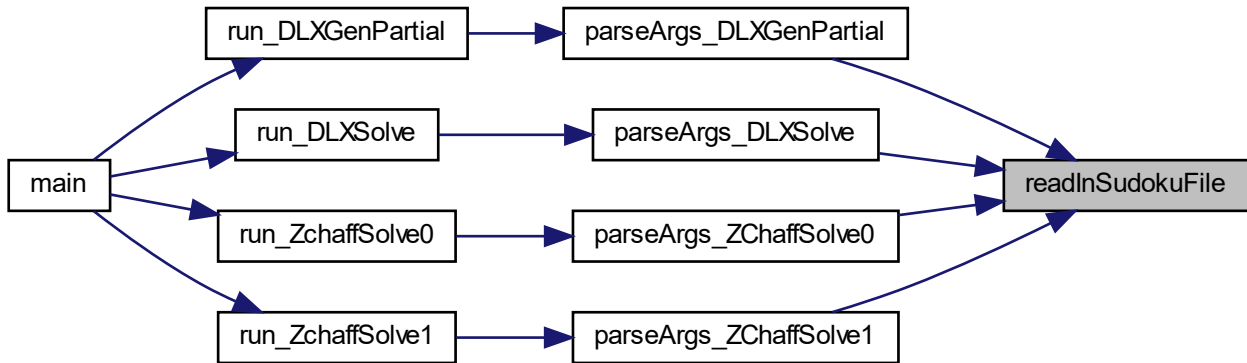 run_DLXGenPartial
parseArgs_DLXGenPartial
run_DLXSolve
parseArgs_DLXSolve
main
readInSudokuFile
run_ZchaffSolve0
parseArgs_ZChaffSolve0
run_ZchaffSolve1
parseArgs_ZChaffSolve1